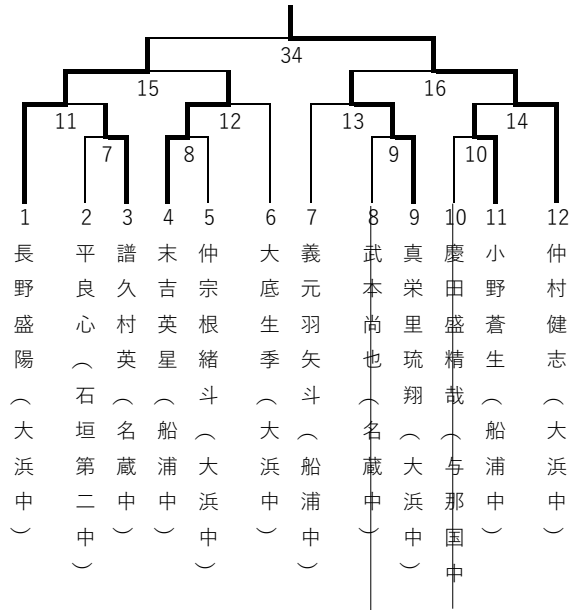 34
15
16
11
12
13
14
7
8
9
10
1
2
3
4
5
6
7
8
9
10
11
12
長野盛陽（大浜中）
平良心（石垣第二中）
譜久村英（名蔵中）
末吉英星（船浦中）
仲宗根緒斗（大浜中）
大底生季（大浜中）
義元羽矢斗（船浦中）
武本尚也（名蔵中）
真栄里琉翔（大浜中）
慶田盛精哉（与那国中
小野蒼生（船浦中）
仲村健志（大浜中）